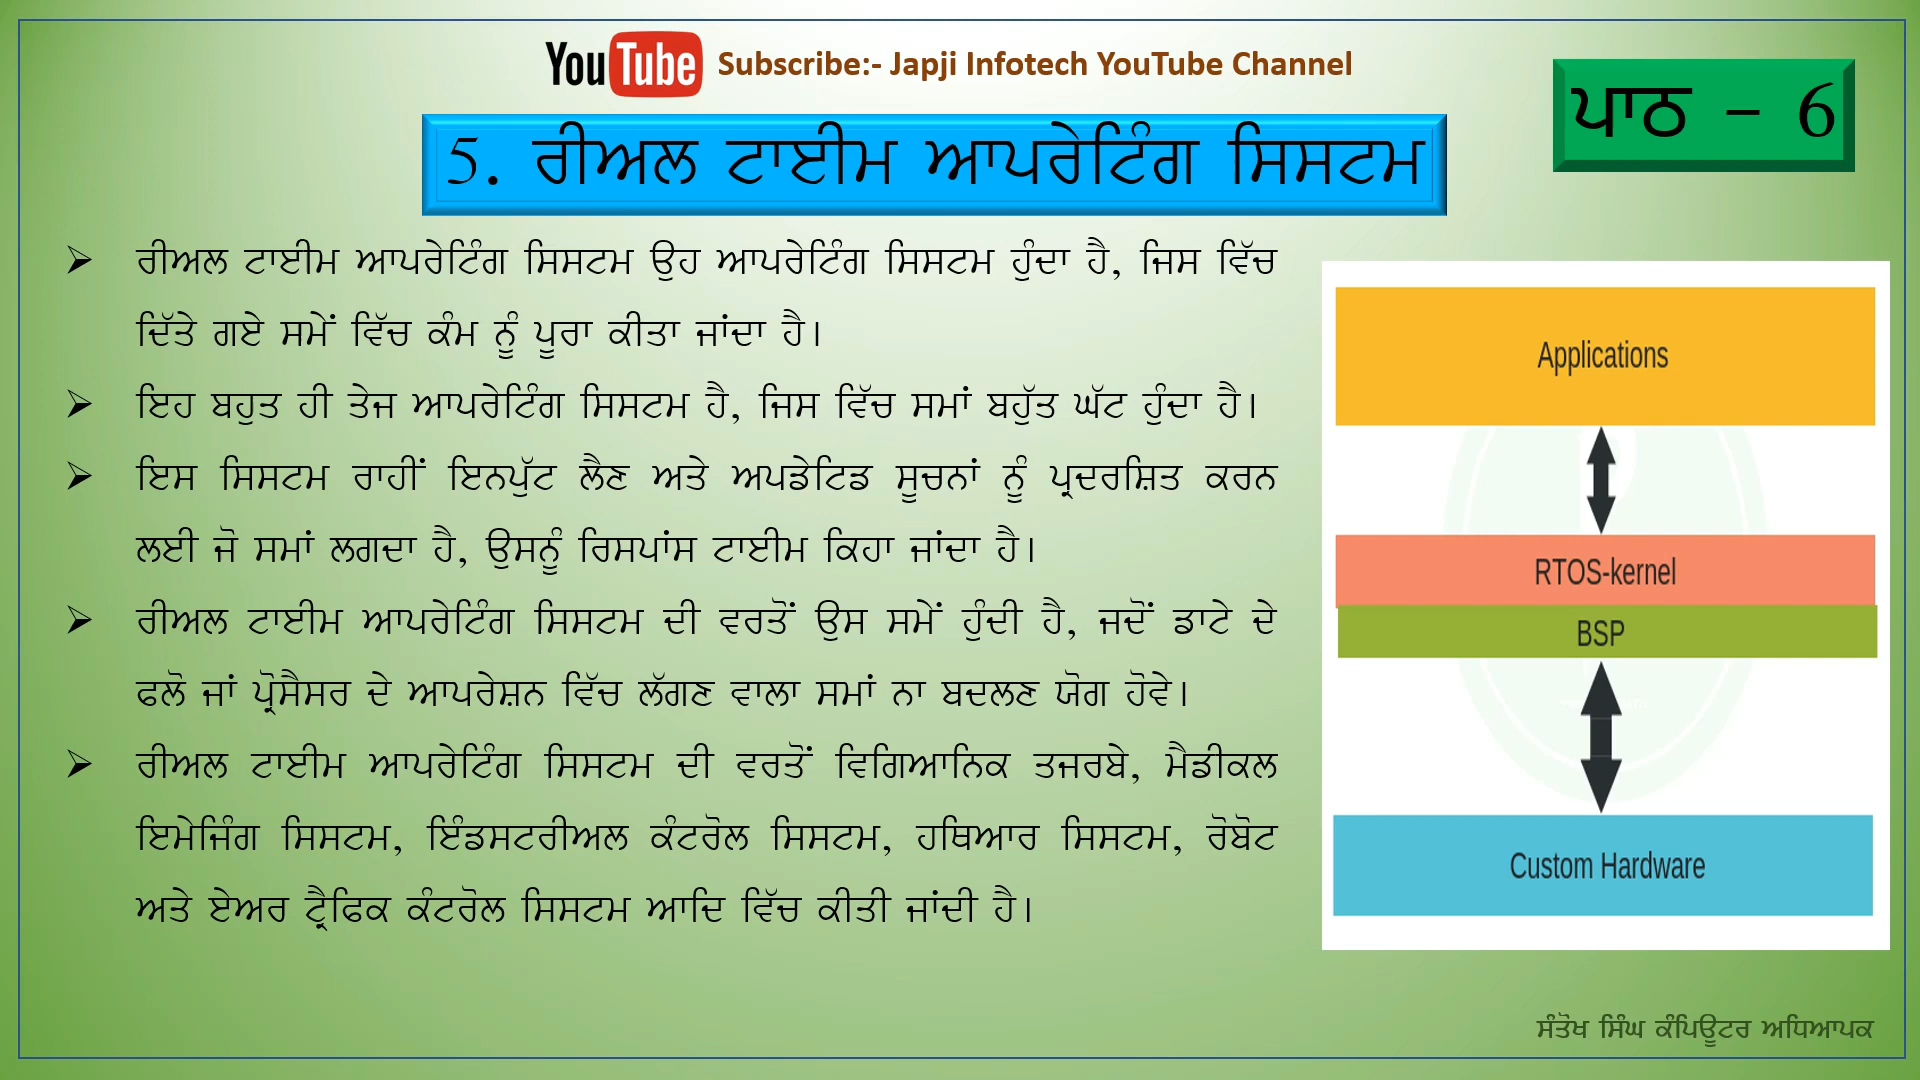 YouTube Subscribe:- Japji Infotech YouTube Channel
ਪਾਠ - 6
5. ਰੀਅਲ ਟਾਈਮ ਆਪਰੇਟਿੰਗ ਸਿਸਟਮ
➢ ਰੀਅਲ ਟਾਈਮ ਆਪਰੇਟਿੰਗ ਸਿਸਟਮ ਉਹ ਆਪਰੇਟਿੰਗ ਸਿਸਟਮ ਹੁੰਦਾ ਹੈ, ਜਿਸ ਵਿੱਚ
ਦਿੱਤੇ ਗਏ ਸਮੇਂ ਵਿੱਚ ਕੰਮ ਨੂੰ ਪੂਰਾ ਕੀਤਾ ਜਾਂਦਾ ਹੈ।
➢ ਇਹ ਬਹੁਤ ਹੀ ਤੇਜ ਆਪਰੇਟਿੰਗ ਸਿਸਟਮ ਹੈ, ਜਿਸ ਵਿੱਚ ਸਮਾਂ ਬਹੁੱਤ ਘੱਟ ਹੁੰਦਾ ਹੈ।
➢ ਇਸ ਸਿਸਟਮ ਰਾਹੀਂ ਇਨਪੁੱਟ ਲੈਣ ਅਤੇ ਅਪਡੇਟਿਡ ਸੂਚਨਾਂ ਨੂੰ ਪ੍ਰਦਰਸ਼ਿਤ ਕਰਨ
ਲਈ ਜੋ ਸਮਾਂ ਲਗਦਾ ਹੈ, ਉਸਨੂੰ ਰਿਸਪਾਂਸ ਟਾਈਮ ਕਿਹਾ ਜਾਂਦਾ ਹੈ।
➢ ਰੀਅਲ ਟਾਈਮ ਆਪਰੇਟਿੰਗ ਸਿਸਟਮ ਦੀ ਵਰਤੋਂ ਉਸ ਸਮੇਂ ਹੁੰਦੀ ਹੈ, ਜਦੋਂ ਡਾਟੇ ਦੇ
ਫਲੋ ਜਾਂ ਪ੍ਰੋਸੈਸਰ ਦੇ ਆਪਰੇਸ਼ਨ ਵਿੱਚ ਲੱਗਣ ਵਾਲਾ ਸਮਾਂ ਨਾ ਬਦਲਣ ਯੋਗ ਹੋਵੇ।
➢ ਰੀਅਲ ਟਾਈਮ ਆਪਰੇਟਿੰਗ ਸਿਸਟਮ ਦੀ ਵਰਤੋਂ ਵਿਗਿਆਨਿਕ ਤਜਰਬੇ, ਮੈਡੀਕਲ
ਇਮੇਜਿੰਗ ਸਿਸਟਮ, ਇੰਡਸਟਰੀਅਲ ਕੰਟਰੋਲ ਸਿਸਟਮ, ਹਥਿਆਰ ਸਿਸਟਮ, ਰੋਬੋਟ
ਅਤੇ ਏਅਰ ਟ੍ਰੈਫਿਕ ਕੰਟਰੋਲ ਸਿਸਟਮ ਆਦਿ ਵਿੱਚ ਕੀਤੀ ਜਾਂਦੀ ਹੈ।
Applications
RTOS-kernel
BSP
Custom Hardware
ਸੰਤੋਖ ਸਿੰਘ ਕੰਪਿਊਟਰ ਅਧਿਆਪਕ